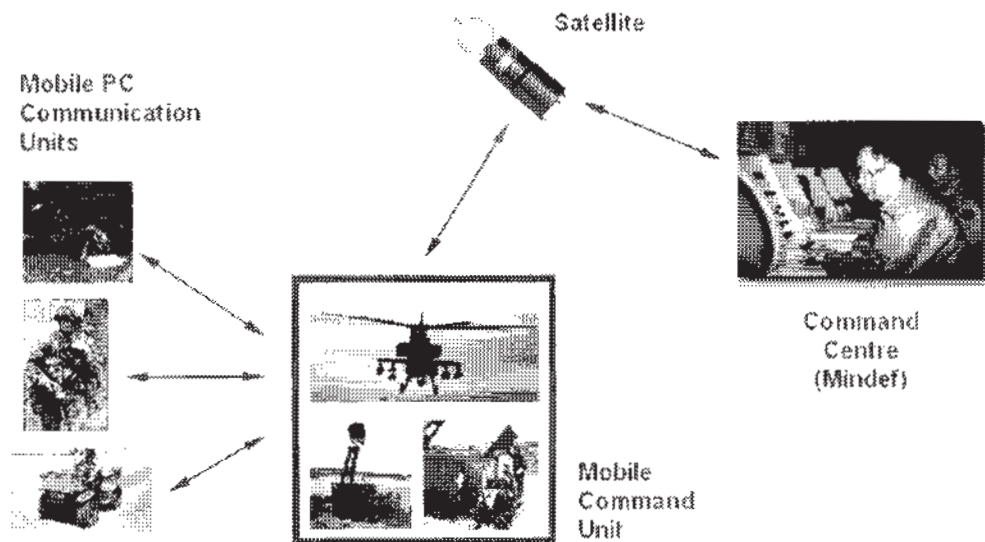 Satellite
Mobile PC
Communication
Units
Command
Centre
(Mindef)
Mobile
Command
Unit